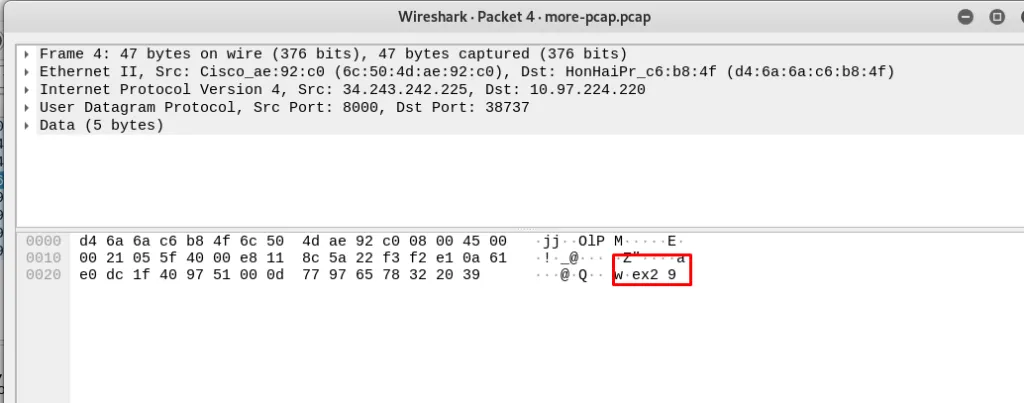 Wireshark · Packet 4 · more-pcap.pcap
Frame 4: 47 bytes on wire (376 bits), 47 bytes captured (376 bits)
Ethernet II, Src: Cisco_ae:92:c0 (6c:50:4d:ae:92:c0), Dst: HonHaiPr_c6:b8:4f (d4:6a:6a:c6:b8:4f)
Internet Protocol Version 4, Src: 34.243.242.225, Dst: 10.97.224.220
User Datagram Protocol, Src Port: 8000, Dst Port: 38737
Data (5 bytes)
0000 d4 6a 6a c6 b8 4f 6c 50 4d ae 92 c0 08 00 45 00 ·jj··OlP M·····E·
0010 00 21 05 5f 40 00 e8 11 8c 5a 22 f3 f2 e1 0a 61 ·!·_@··· ·Z"····a
0020 e0 dc 1f 40 97 51 00 0d 77 97 65 78 32 20 39 ···@·Q·· w·ex2 9